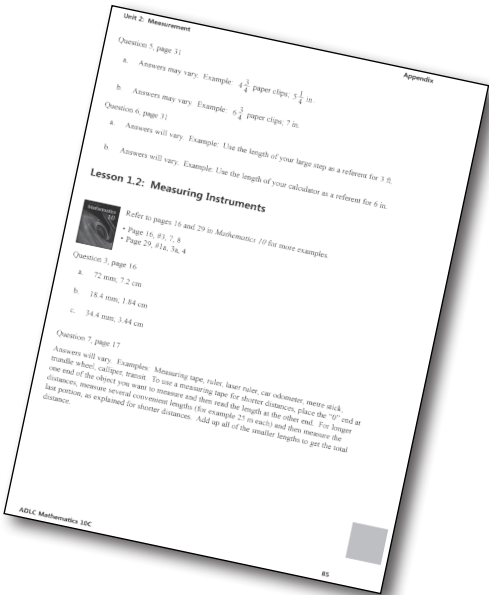 Unit 2: Measurement
Appendix
Question 5, page 31
a. Answers may vary. Example: 4 3/4 paper clips; 5 1/4 in.
b. Answers may vary. Example: 6 3/4 paper clips; 7 in.
Question 6, page 31
a. Answers will vary. Example: Use the length of your large step as a referent for 3 ft.
b. Answers will vary. Example: Use the length of your calculator as a referent for 6 in.
Lesson 1.2: Measuring Instruments
Mathematics
10
Refer to pages 16 and 29 in Mathematics 10 for more examples.
• Page 16, #3, 7, 8
• Page 29, #1a, 3a, 4
Question 3, page 16
a. 72 mm, 7.2 cm
b. 18.4 mm, 1.84 cm
c. 34.4 mm, 3.44 cm
Question 7, page 17
Answers will vary. Examples: Measuring tape, ruler, laser ruler, car odometer, metre stick,
trundle wheel, calliper, transit. To use a measuring tape for shorter distances, place the "0" end at
one end of the object you want to measure and then read the length at the other end. For longer
distances, measure several convenient lengths (for example 25 m each) and then measure the
last portion, as explained for shorter distances. Add up all of the smaller lengths to get the total
distance.
ADLC Mathematics 10C
85